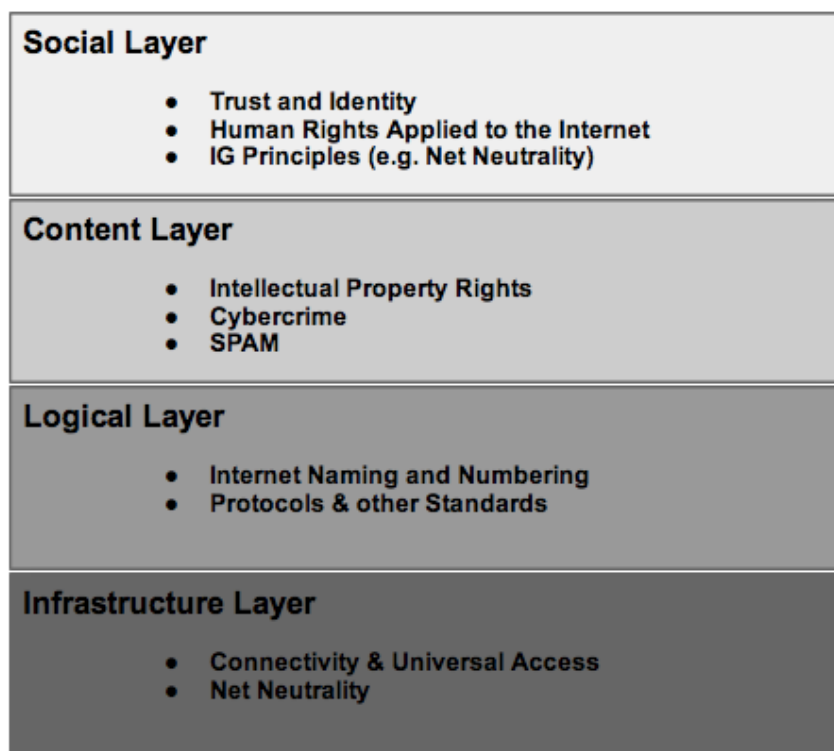 Social Layer
● Trust and Identity
● Human Rights Applied to the Internet
● IG Principles (e.g. Net Neutrality)
Content Layer
● Intellectual Property Rights
● Cybercrime
● SPAM
Logical Layer
● Internet Naming and Numbering
● Protocols & other Standards
Infrastructure Layer
● Connectivity & Universal Access
● Net Neutrality